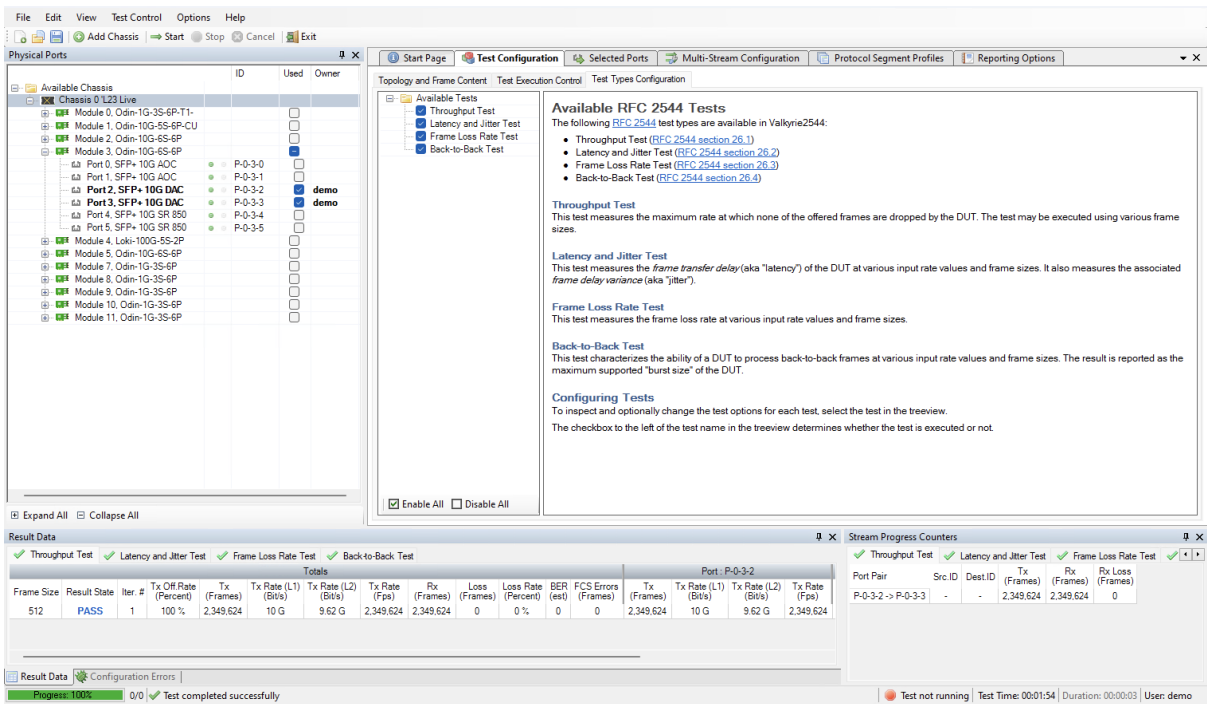 File Edit View Test Control Options Help
Add Chassis Start Stop Cancel Exit
Physical Ports
ID Used Owner
Available Chassis
Chassis 0 'L23 Live
Module 0, Odin-1G-3S-6P-T1-
Module 1, Odin-10G-5S-6P-CU
Module 2, Odin-10G-6S-6P
Module 3, Odin-10G-6S-6P
Port 0, SFP+ 10G AOC P-0-3-0
Port 1, SFP+ 10G AOC P-0-3-1
Port 2, SFP+ 10G DAC P-0-3-2 demo
Port 3, SFP+ 10G DAC P-0-3-3 demo
Port 4, SFP+ 10G SR 850 P-0-3-4
Port 5, SFP+ 10G SR 850 P-0-3-5
Module 4, Loki-100G-5S-2P
Module 5, Odin-10G-6S-6P
Module 7, Odin-1G-3S-6P
Module 8, Odin-1G-3S-6P
Module 9, Odin-1G-3S-6P
Module 10, Odin-1G-3S-6P
Module 11, Odin-1G-3S-6P
Expand All Collapse All
Start Page Test Configuration Selected Ports Multi-Stream Configuration Protocol Segment Profiles Reporting Options
Topology and Frame Content Test Execution Control Test Types Configuration
Available Tests
Throughput Test
Latency and Jitter Test
Frame Loss Rate Test
Back-to-Back Test
Enable All Disable All
Available RFC 2544 Tests
The following RFC 2544 test types are available in Valkyrie2544:
• Throughput Test (RFC 2544 section 26.1)
• Latency and Jitter Test (RFC 2544 section 26.2)
• Frame Loss Rate Test (RFC 2544 section 26.3)
• Back-to-Back Test (RFC 2544 section 26.4)
Throughput Test
This test measures the maximum rate at which none of the offered frames are dropped by the DUT. The test may be executed using various frame
sizes.
Latency and Jitter Test
This test measures the frame transfer delay (aka "latency") of the DUT at various input rate values and frame sizes. It also measures the associated
frame delay variance (aka "jitter").
Frame Loss Rate Test
This test measures the frame loss rate at various input rate values and frame sizes.
Back-to-Back Test
This test characterizes the ability of a DUT to process back-to-back frames at various input rate values and frame sizes. The result is reported as the
maximum supported "burst size" of the DUT.
Configuring Tests
To inspect and optionally change the test options for each test, select the test in the treeview.
The checkbox to the left of the test name in the treeview determines whether the test is executed or not.
Result Data
Throughput Test Latency and Jitter Test Frame Loss Rate Test Back-to-Back Test
Totals Port : P-0-3-2
Frame Size Result State Iter. # Tx Off.Rate (Percent) Tx (Frames) Tx Rate (L1) (Bit/s) Tx Rate (L2) (Bit/s) Tx Rate (Fps) Rx (Frames) Loss (Frames) Loss Rate (Percent) BER (est) FCS Errors (Frames) Tx (Frames) Tx Rate (L1) (Bit/s) Tx Rate (L2) (Bit/s) Tx Rate (Fps)
512 PASS 1 100 % 2,349,624 10 G 9.62 G 2,349,624 2,349,624 0 0 % 0 0 2,349,624 10 G 9.62 G 2,349,624
Stream Progress Counters
Throughput Test Latency and Jitter Test Frame Loss Rate Test
Port Pair Src.ID Dest.ID Tx (Frames) Rx (Frames) Rx Loss (Frames)
P-0-3-2 -> P-0-3-3 - - 2,349,624 2,349,624 0
Result Data Configuration Errors
Progress: 100% 0/0 Test completed successfully
Test not running Test Time: 00:01:54 Duration: 00:00:03 User: demo